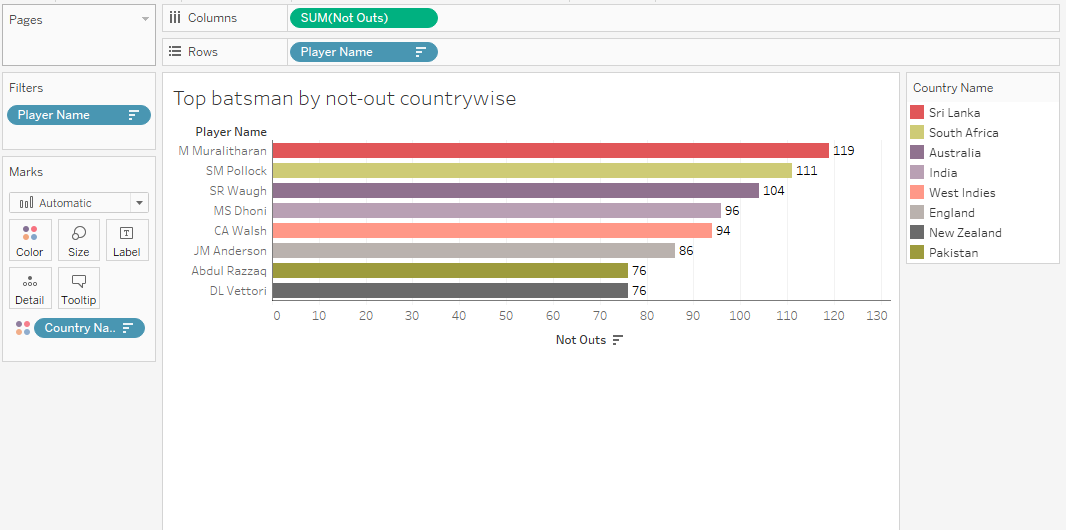 Pages
Columns
SUM(Not Outs)
Rows
Player Name
Filters
Player Name
Marks
Automatic
Color
Size
Label
Detail
Tooltip
Country Na..
Top batsman by not-out countrywise
Player Name
M Muralitharan 119
SM Pollock 111
SR Waugh 104
MS Dhoni 96
CA Walsh 94
JM Anderson 86
Abdul Razzaq 76
DL Vettori 76
0 10 20 30 40 50 60 70 80 90 100 110 120 130
Not Outs
Country Name
Sri Lanka
South Africa
Australia
India
West Indies
England
New Zealand
Pakistan